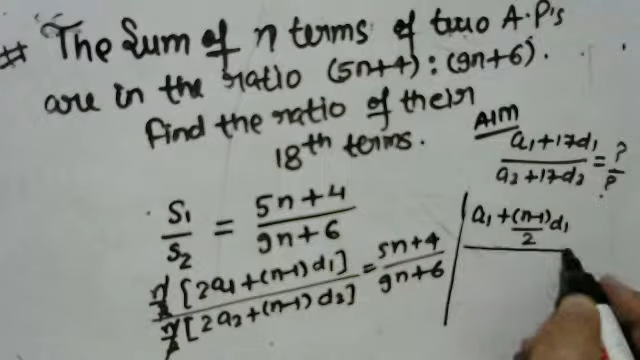 # The Sum of n terms of two A.P's
are in the ratio (5n+4):(9n+6).
Find the ratio of their
18th terms.
AIM
a₁+17d₁/a₂+17d₂ = ?/?
S₁/S₂ = 5n+4/9n+6
n/2 [2a₁+(n-1)d₁] / n/2 [2a₂+(n-1)d₂] = 5n+4/9n+6
a₁+(n-1)d₁/2